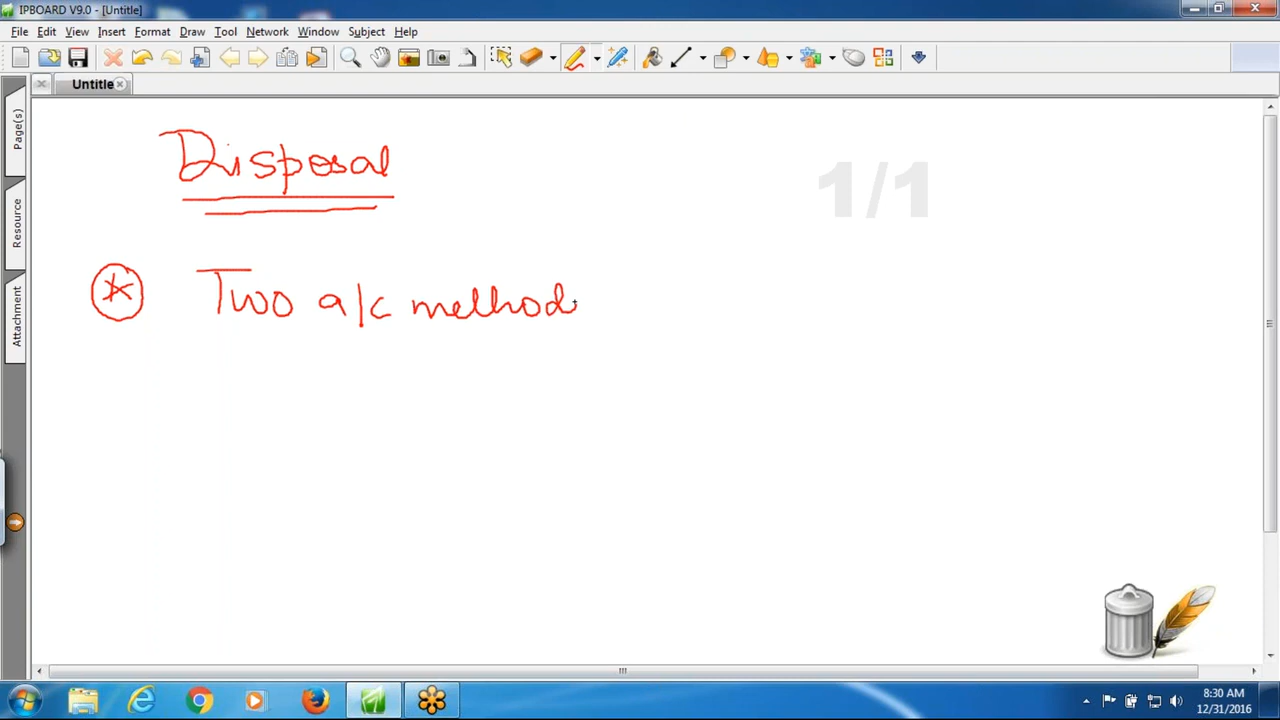 IPBOARD V9.0 - [Untitled]
File Edit View Insert Format Draw Tool Network Window Subject Help
Untitle
Page(s)
Resource
Attachment
1/1
Disposal
Two a/c method
8:30 AM
12/31/2016